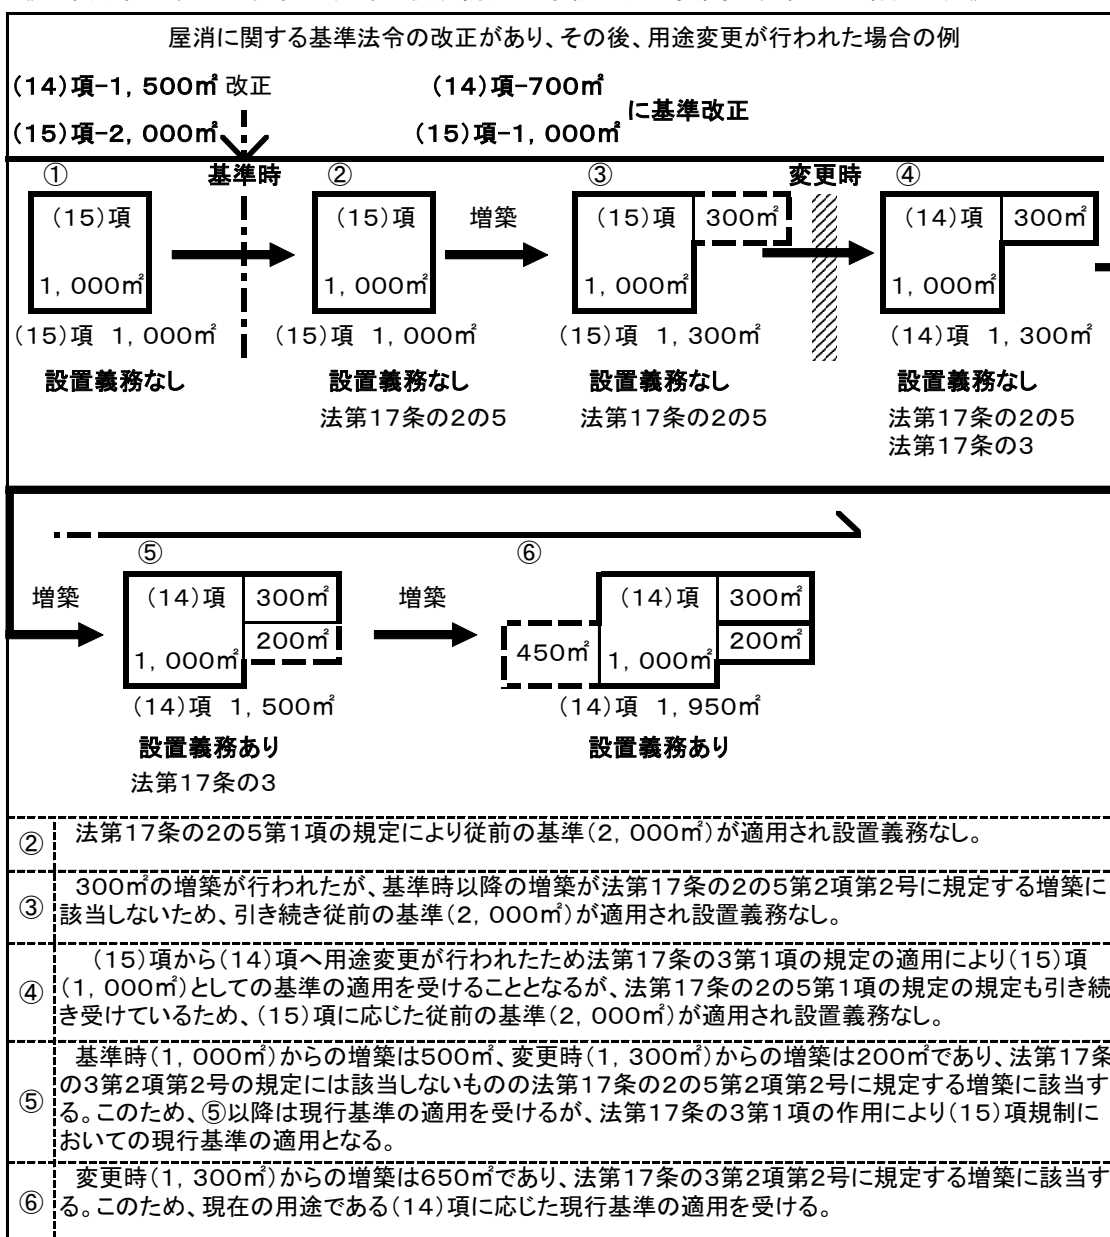 屋消に関する基準法令の改正があり、その後、用途変更が行われた場合の例
(14)項-1,500㎡ 改正 (14)項-700㎡
に基準改正
(15)項-2,000㎡ (15)項-1,000㎡
① 基準時 ② ③ 変更時 ④
(15)項 (15)項 増築 (15)項 300㎡ (14)項 300㎡
1,000㎡ 1,000㎡ 1,000㎡ 1,000㎡
(15)項 1,000㎡ (15)項 1,000㎡ (15)項 1,300㎡ (14)項 1,300㎡
設置義務なし 設置義務なし 設置義務なし 設置義務なし
法第17条の2の5 法第17条の2の5 法第17条の2の5
法第17条の3
⑤ ⑥
増築 (14)項 300㎡ 増築 (14)項 300㎡
200㎡ 200㎡
1,000㎡ 450㎡ 1,000㎡
(14)項 1,500㎡ (14)項 1,950㎡
設置義務あり 設置義務あり
法第17条の3
② 法第17条の2の5第1項の規定により従前の基準(2,000㎡)が適用され設置義務なし。
300㎡の増築が行われたが、基準時以降の増築が法第17条の2の5第2項第2号に規定する増築に
③ 該当しないため、引き続き従前の基準(2,000㎡)が適用され設置義務なし。
(15)項から(14)項へ用途変更が行われたため法第17条の3第1項の規定の適用により(15)項
④ (1,000㎡)としての基準の適用を受けることとなるが、法第17条の2の5第1項の規定の規定も引き続
き受けているため、(15)項に応じた従前の基準(2,000㎡)が適用され設置義務なし。
基準時(1,000㎡)からの増築は500㎡、変更時(1,300㎡)からの増築は200㎡であり、法第17条
の3第2項第2号の規定には該当しないものの法第17条の2の5第2項第2号に規定する増築に該当す
⑤ る。このため、⑤以降は現行基準の適用を受けるが、法第17条の3第1項の作用により(15)項規制に
おいての現行基準の適用となる。
変更時(1,300㎡)からの増築は650㎡であり、法第17条の3第2項第2号に規定する増築に該当す
⑥ る。このため、現在の用途である(14)項に応じた現行基準の適用を受ける。